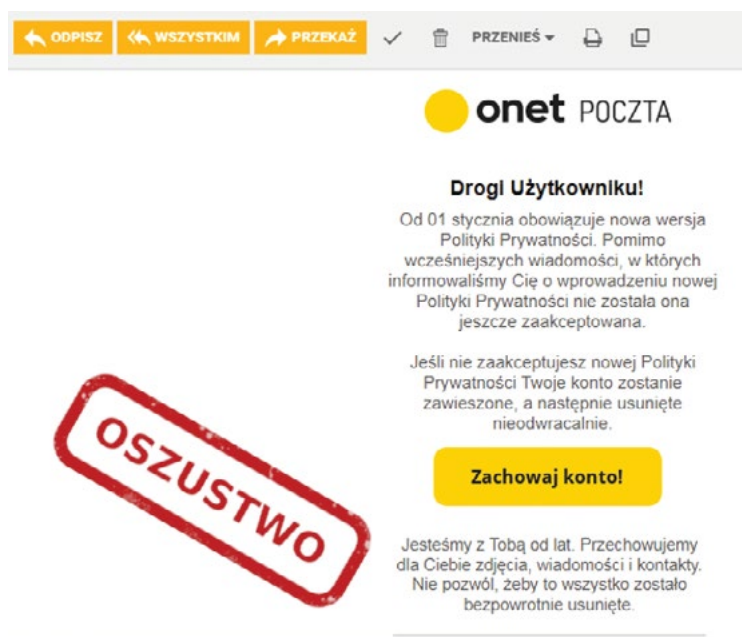 ODPISZ WSZYSTKIM PRZEKAŻ PRZENIEŚ
onet POCZTA
Drogi Użytkowniku!
Od 01 stycznia obowiązuje nowa wersja
Polityki Prywatności. Pomimo
wcześniejszych wiadomości, w których
informowaliśmy Cię o wprowadzeniu nowej
Polityki Prywatności nie została ona
jeszcze zaakceptowana.
Jeśli nie zaakceptujesz nowej Polityki
Prywatności Twoje konto zostanie
zawieszone, a następnie usunięte
nieodwracalnie.
OSZUSTWO
Zachowaj konto!
Jesteśmy z Tobą od lat. Przechowujemy
dla Ciebie zdjęcia, wiadomości i kontakty.
Nie pozwól, żeby to wszystko zostało
bezpowrotnie usunięte.